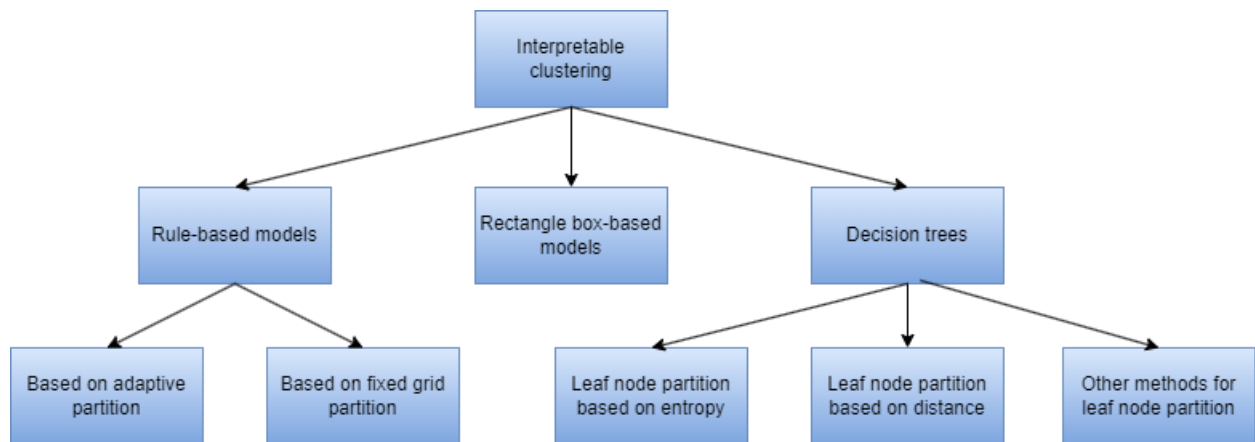 Interpretable
clustering
Rule-based models
Rectangle box-based
models
Decision trees
Based on adaptive
partition
Based on fixed grid
partition
Leaf node partition
based on entropy
Leaf node partition
based on distance
Other methods for
leaf node partition